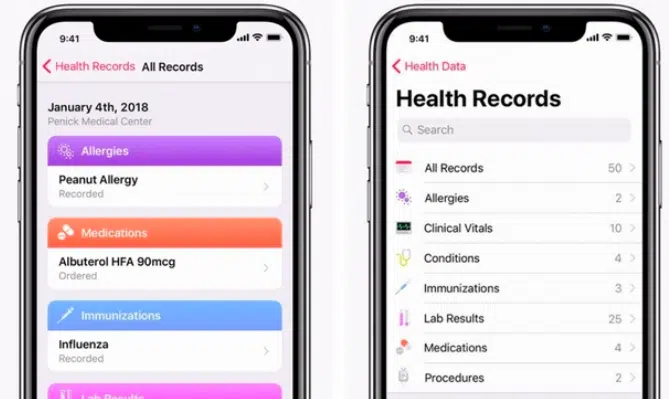 9:41
Health Records All Records
January 4th, 2018
Penick Medical Center
Allergies
Peanut Allergy
Recorded
Medications
Albuterol HFA 90mcg
Ordered
Immunizations
Influenza
Recorded
Lab Results
9:41
Health Data
Health Records
Search
All Records 50
Allergies 2
Clinical Vitals 10
Conditions 4
Immunizations 3
Lab Results 25
Medications 4
Procedures 2